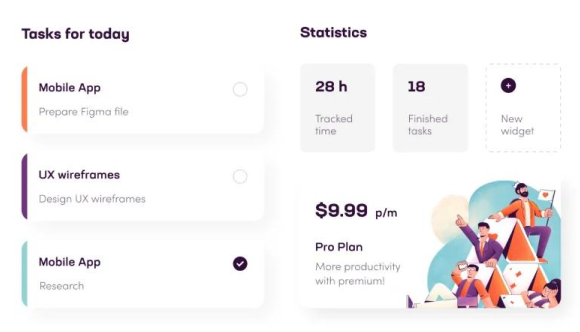 Tasks for today
Mobile App
Prepare Figma file
UX wireframes
Design UX wireframes
Mobile App
Research
Statistics
28 h
Tracked
time
18
Finished
tasks
New
widget
$9.99 p/m
Pro Plan
More productivity
with premium!